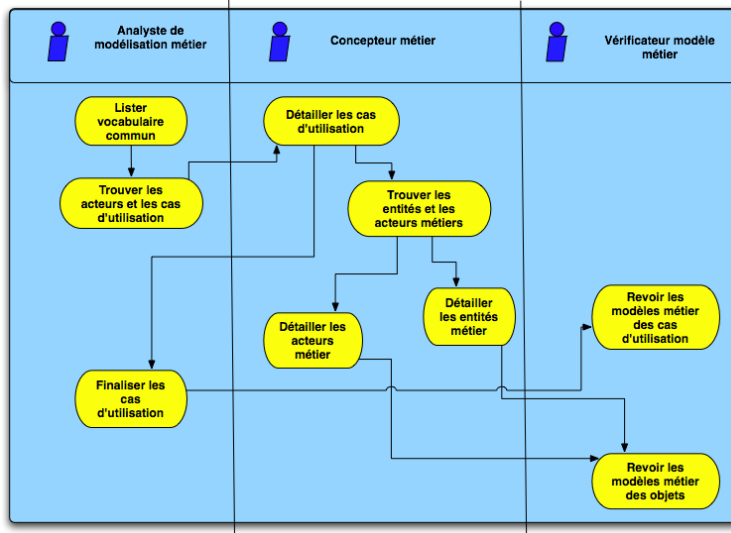 Analyste de
modélisation métier
Concepteur métier
Vérificateur modèle
métier
Lister
vocabulaire
commun
Détailler les cas
d'utilisation
Trouver les
acteurs et les cas
d'utilisation
Trouver les
entités et les
acteurs métiers
Détailler les
acteurs
métier
Détailler
les entités
métier
Revoir les
modèles métier
des cas
d'utilisation
Finaliser les
cas
d'utilisation
Revoir les
modèles métier
des objets